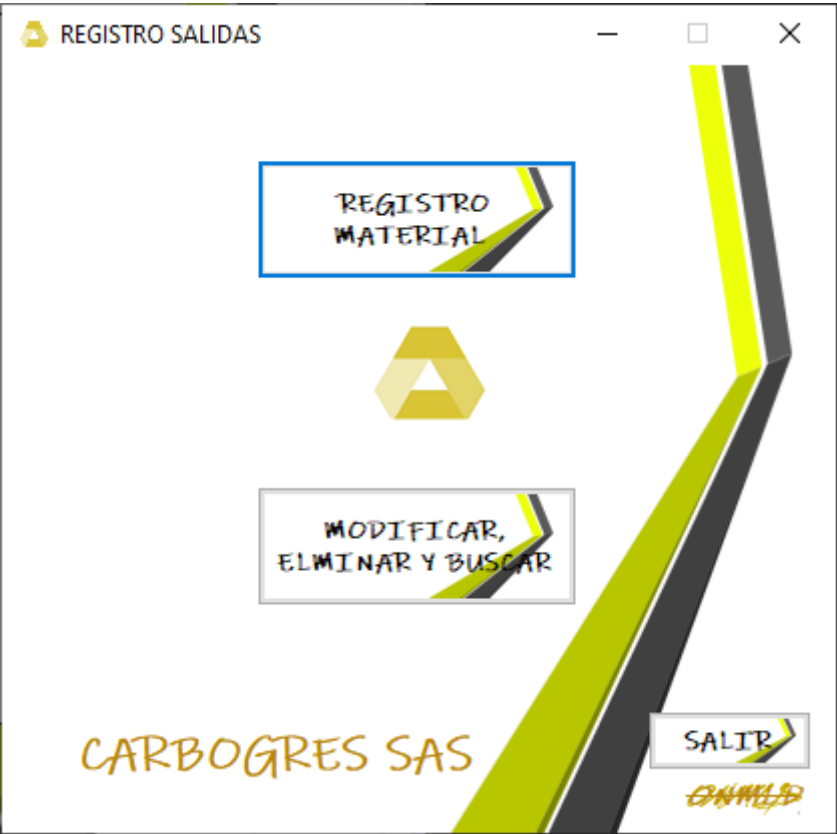 REGISTRO SALIDAS
REGISTRO
MATERIAL
MODIFICAR,
ELMINAR Y BUSCAR
CARBOGRES SAS
SALIR